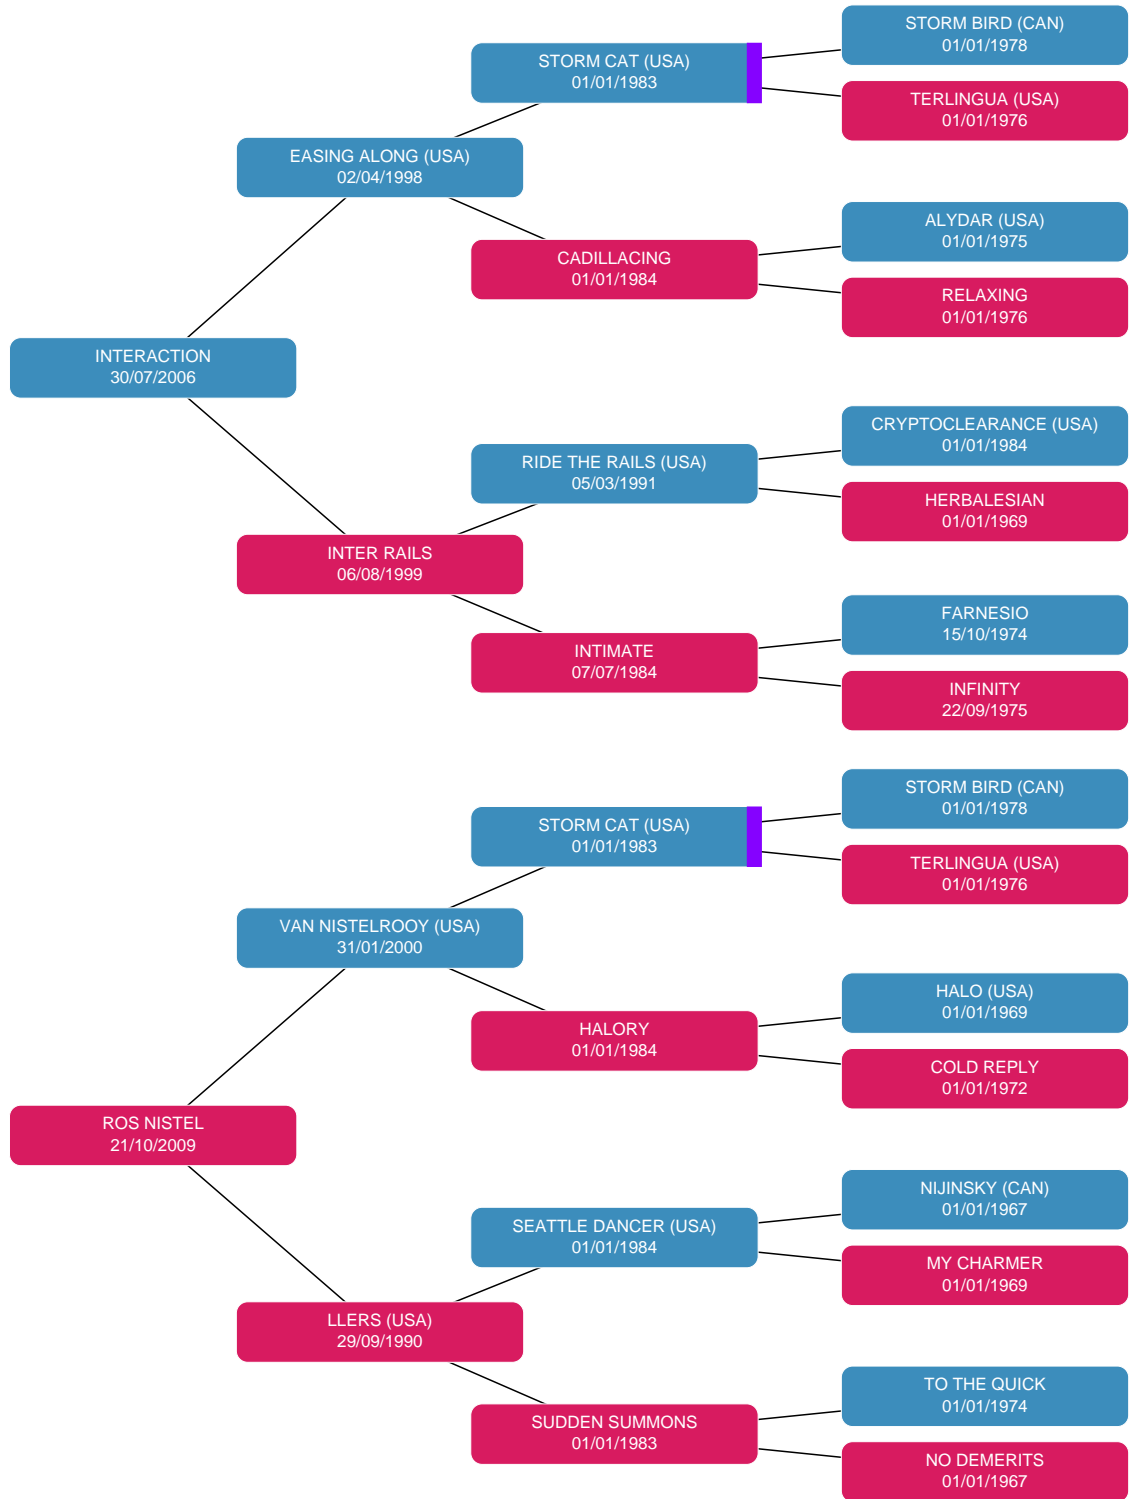 STORM BIRD (CAN)
01/01/1978
STORM CAT (USA)
01/01/1983
TERLINGUA (USA)
01/01/1976
EASING ALONG (USA)
02/04/1998
ALYDAR (USA)
01/01/1975
CADILLACING
01/01/1984
RELAXING
01/01/1976
INTERACTION
30/07/2006
CRYPTOCLEARANCE (USA)
01/01/1984
RIDE THE RAILS (USA)
05/03/1991
HERBALESIAN
01/01/1969
INTER RAILS
06/08/1999
FARNESIO
15/10/1974
INTIMATE
07/07/1984
INFINITY
22/09/1975
STORM BIRD (CAN)
01/01/1978
STORM CAT (USA)
01/01/1983
TERLINGUA (USA)
01/01/1976
VAN NISTELROOY (USA)
31/01/2000
HALO (USA)
01/01/1969
HALORY
01/01/1984
COLD REPLY
01/01/1972
ROS NISTEL
21/10/2009
NIJINSKY (CAN)
01/01/1967
SEATTLE DANCER (USA)
01/01/1984
MY CHARMER
01/01/1969
LLERS (USA)
29/09/1990
TO THE QUICK
01/01/1974
SUDDEN SUMMONS
01/01/1983
NO DEMERITS
01/01/1967